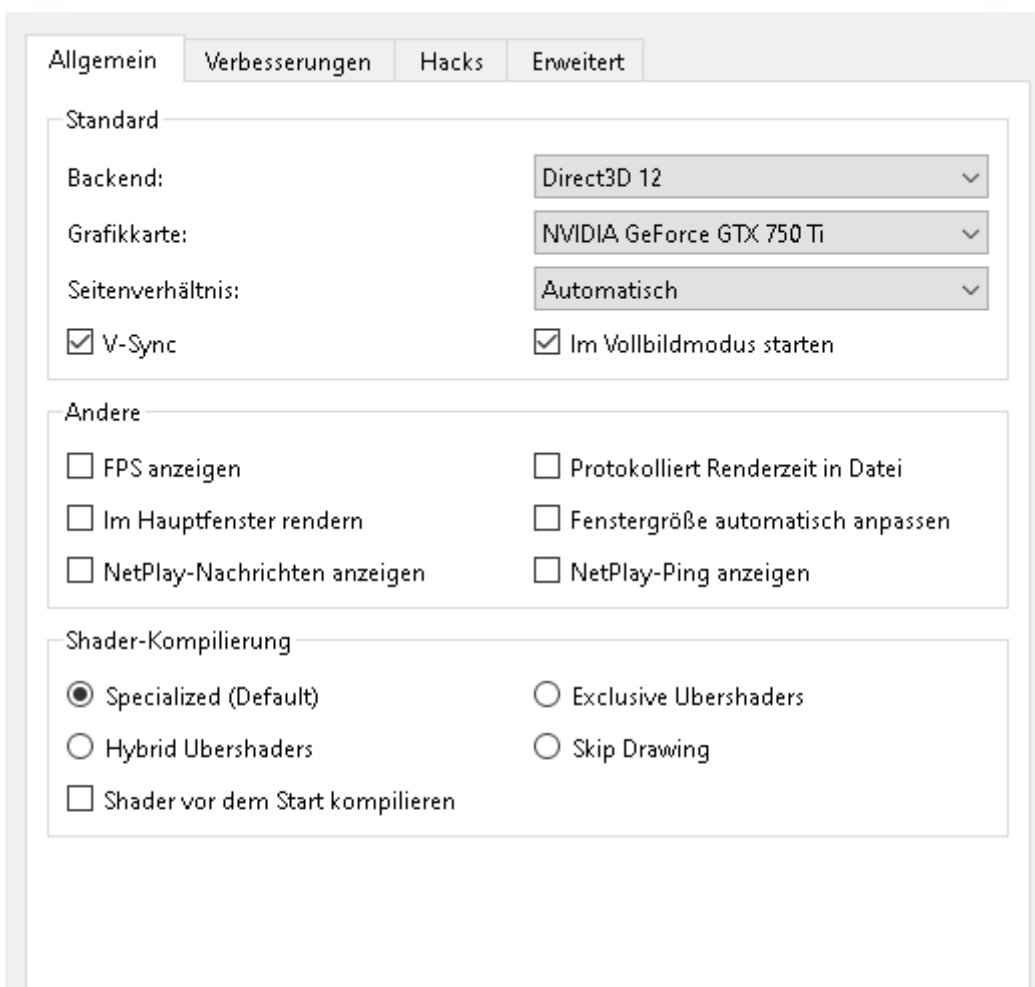 Allgemein Verbesserungen Hacks Erweitert
Standard
Backend: Direct3D 12
Grafikkarte: NVIDIA GeForce GTX 750 Ti
Seitenverhältnis: Automatisch
V-Sync Im Vollbildmodus starten
Andere
FPS anzeigen Protokolliert Renderzeit in Datei
Im Hauptfenster rendern Fenstergröße automatisch anpassen
NetPlay-Nachrichten anzeigen NetPlay-Ping anzeigen
Shader-Kompilierung
Specialized (Default) Exclusive Ubershaders
Hybrid Ubershaders Skip Drawing
Shader vor dem Start kompilieren